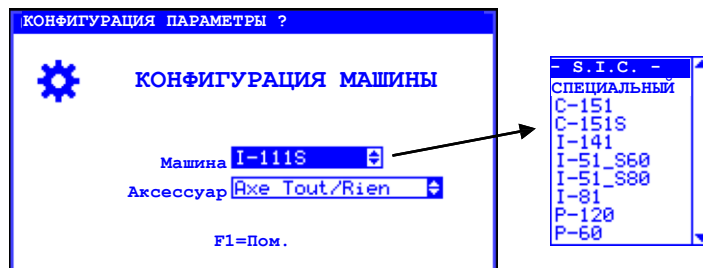 КОНФИГУРАЦИЯ ПАРАМЕТРЫ ?
КОНФИГУРАЦИЯ МАШИНЫ
Машина I-111S
Аксессуар Axe Tout/Rien
F1=Пом.
- S.I.C. -
СПЕЦИАЛЬНЫЙ
C-151
C-151S
I-141
I-51_S60
I-51_S80
I-81
P-120
P-60